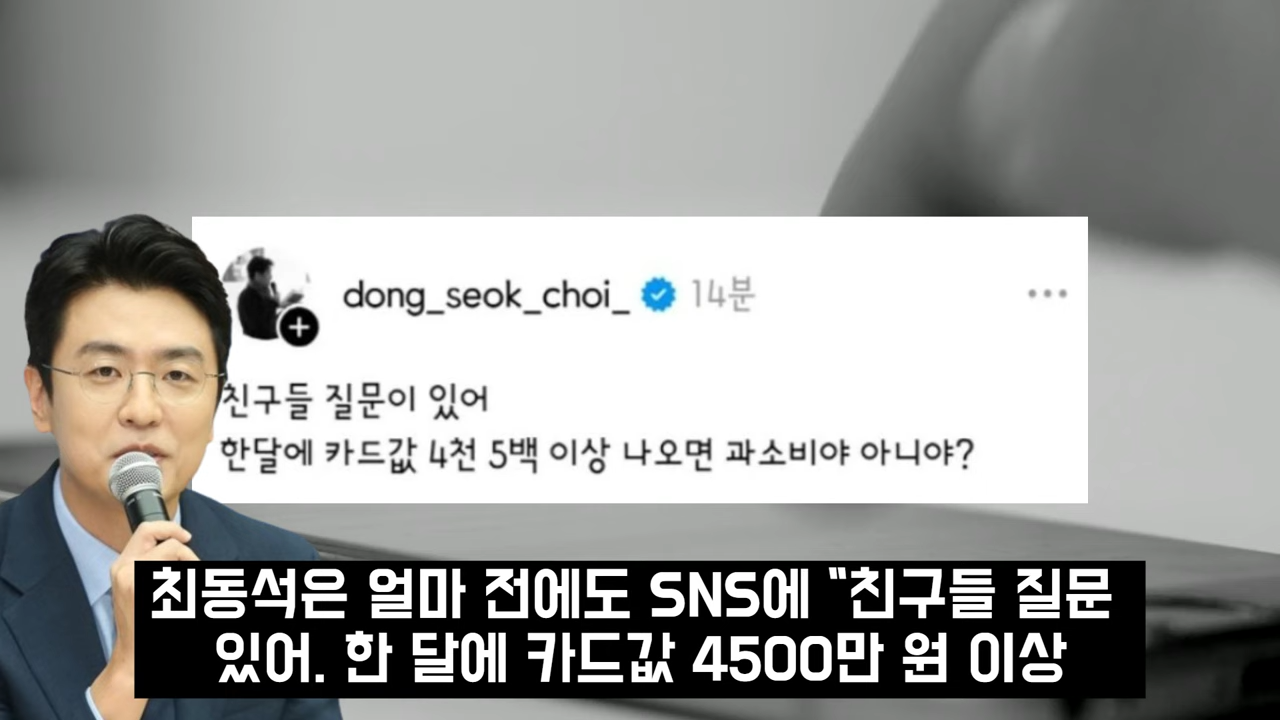 dong_seok_choi_ 14분
친구들 질문이 있어
한달에 카드값 4천 5백 이상 나오면 과소비야 아니야?
최동석은 얼마 전에도 SNS에 "친구들 질문
있어. 한 달에 카드값 4500만 원 이상